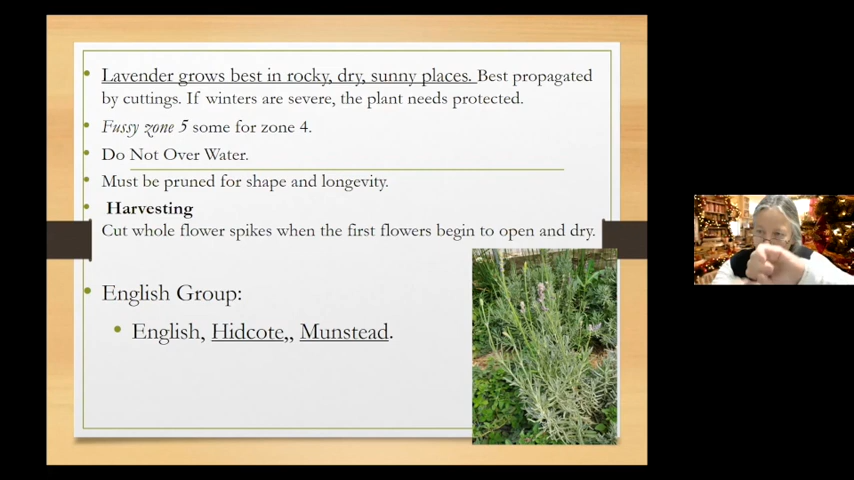 Lavender grows best in rocky, dry, sunny places. Best propagated
by cuttings. If winters are severe, the plant needs protected.
Fussy zone 5 some for zone 4.
Do Not Over Water.
Must be pruned for shape and longevity.
Harvesting
Cut whole flower spikes when the first flowers begin to open and dry.
English Group:
English, Hidcote,, Munstead.